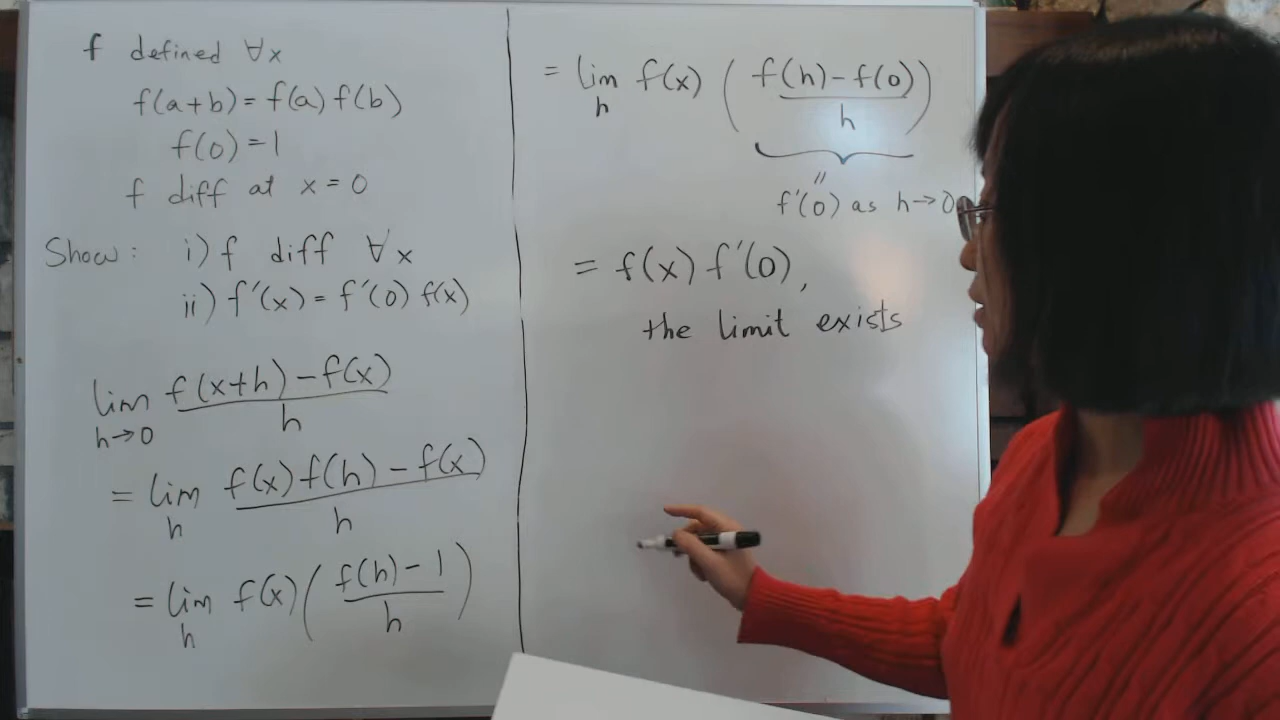 f defined ∀x
f(a+b) = f(a) f(b)
f(0) = 1
f diff at x = 0
Show: i) f diff ∀x
ii) f'(x) = f'(0) f(x)
lim h→0 (f(x+h) - f(x)) / h
= lim h (f(x) f(h) - f(x)) / h
= lim h f(x) ( (f(h) - 1) / h )
= lim h f(x) ( (f(h) - f(0)) / h )
"
f'(0) as h→0
= f(x) f'(0),
the limit exists